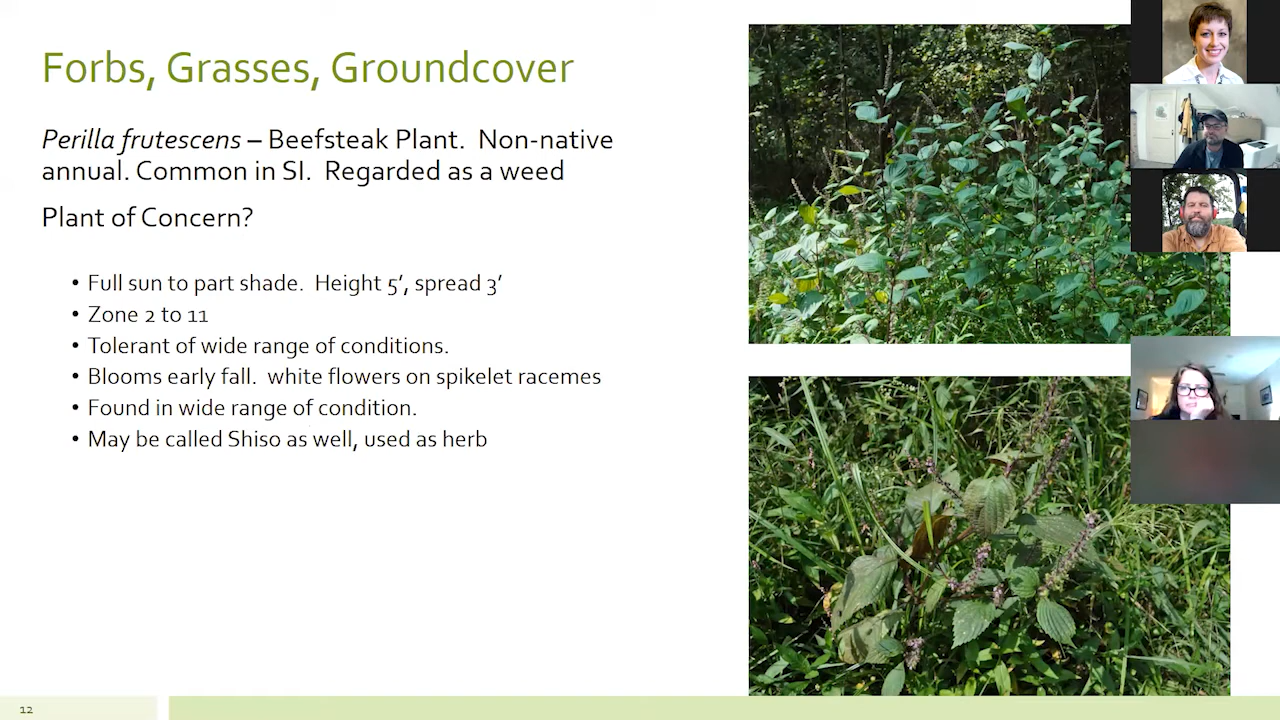 Forbs, Grasses, Groundcover
Perilla frutescens – Beefsteak Plant.  Non-native
annual. Common in SI.  Regarded as a weed
Plant of Concern?
• Full sun to part shade.  Height 5’, spread 3’
• Zone 2 to 11
• Tolerant of wide range of conditions.
• Blooms early fall.  white flowers on spikelet racemes
• Found in wide range of condition.
• May be called Shiso as well, used as herb
12